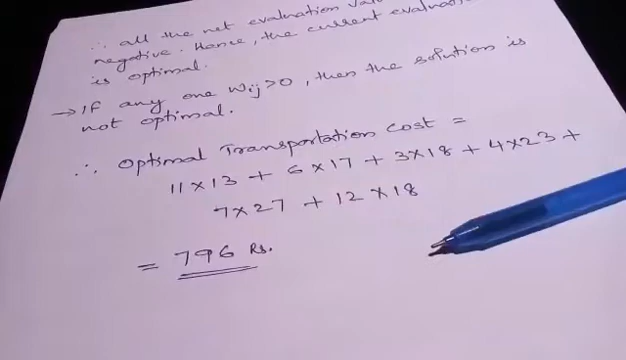 ∴ all the net evaluation
negative. Hence, the current
is optimal.
→ If any one Wij>0, then the solution is
not optimal.
∴ Optimal Transportation cost =
11×13 + 6×17 + 3×18 + 4×23 +
7×27 + 12×18
= 796 Rs.